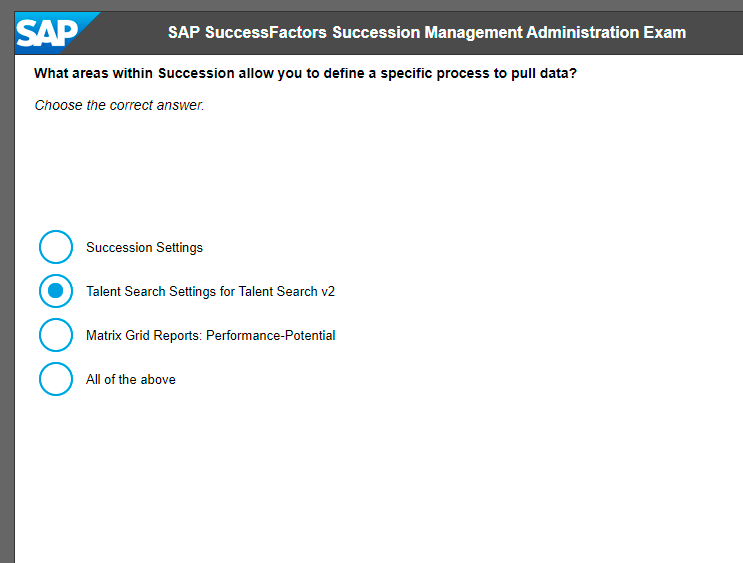 SAP
SAP SuccessFactors Succession Management Administration Exam
What areas within Succession allow you to define a specific process to pull data?
Choose the correct answer.
Succession Settings
Talent Search Settings for Talent Search v2
Matrix Grid Reports: Performance-Potential
All of the above